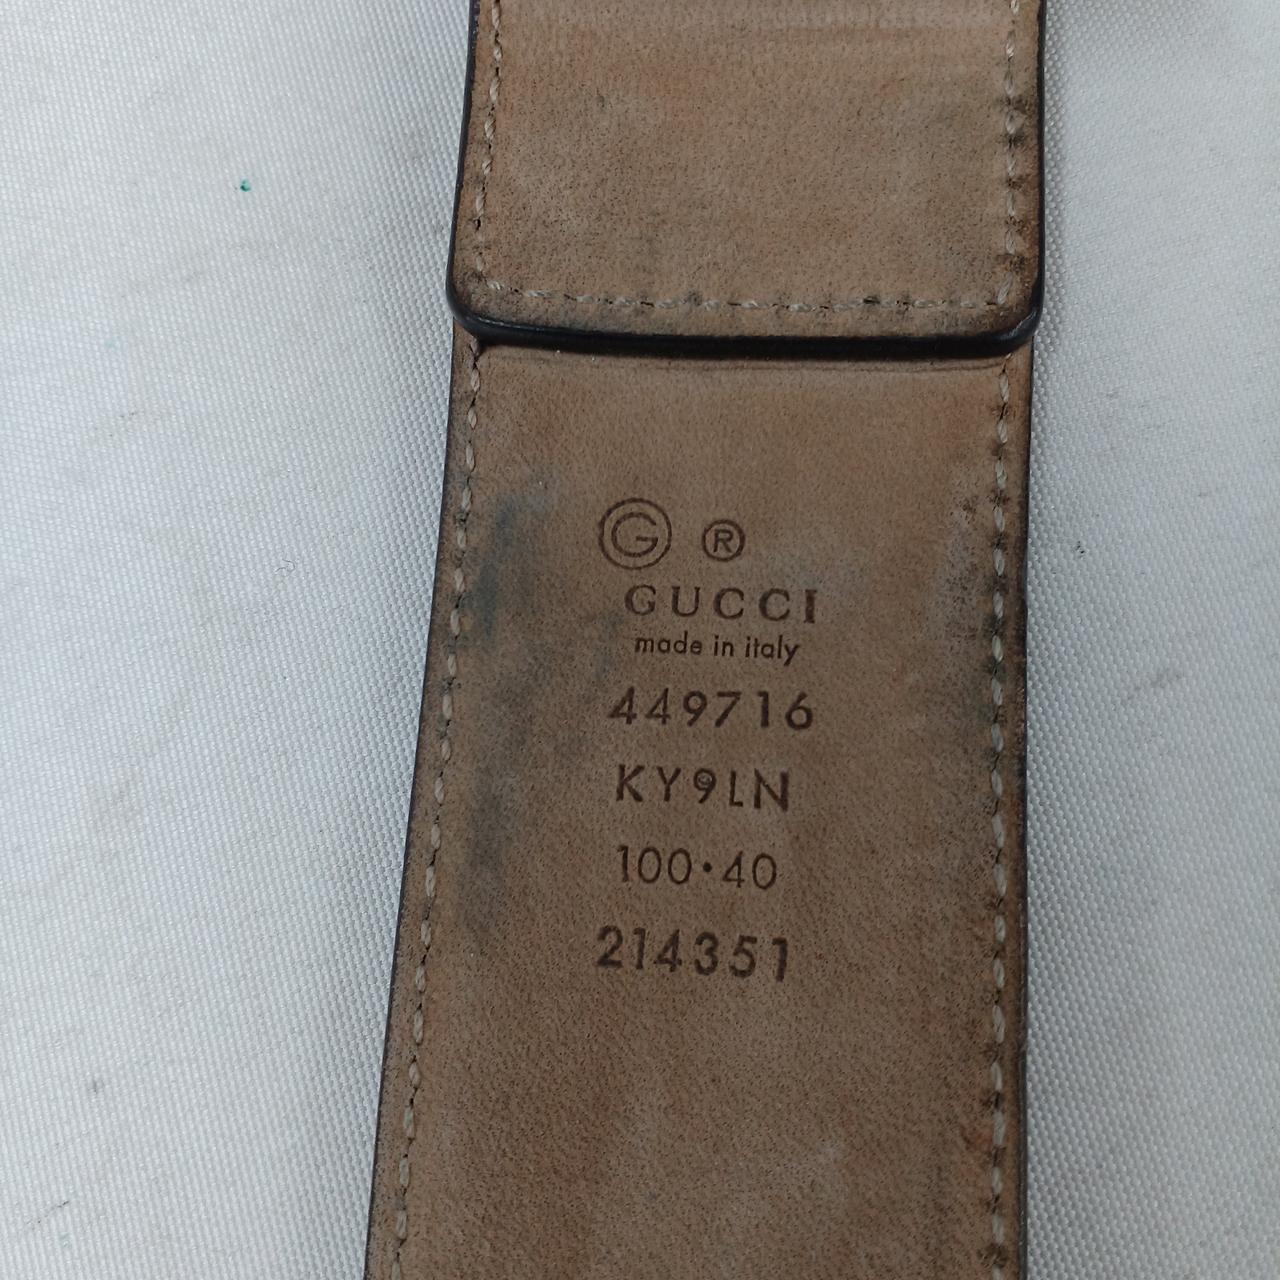 G ®
GUCCI
made in italy
449716
KY9LN
100•40
214351